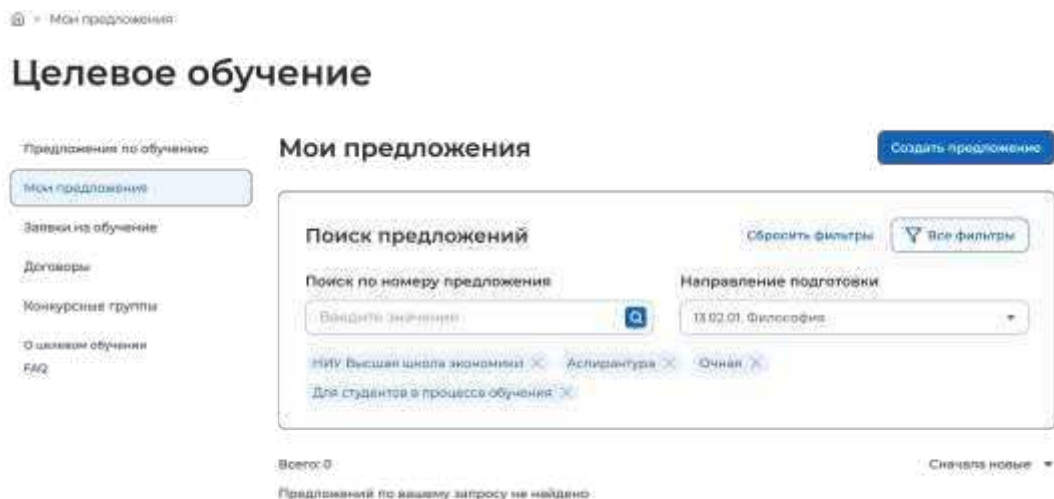 > Мои предложения
Целевое обучение
Предложения по обучению
Мои предложения
Заявки на обучение
Договоры
Конкурсные группы
О целевом обучении
FAQ
Мои предложения
Создать предложение
Поиск предложений
Сбросить фильтры
Все фильтры
Поиск по номеру предложения
Направление подготовки
Введите значение
13.02.01. Философия
НИУ Высшая школа экономики ×
Аспирантура ×
Очная ×
Для студентов в процессе обучения ×
Всего: 0
Сначала новые
Предложений по вашему запросу не найдено